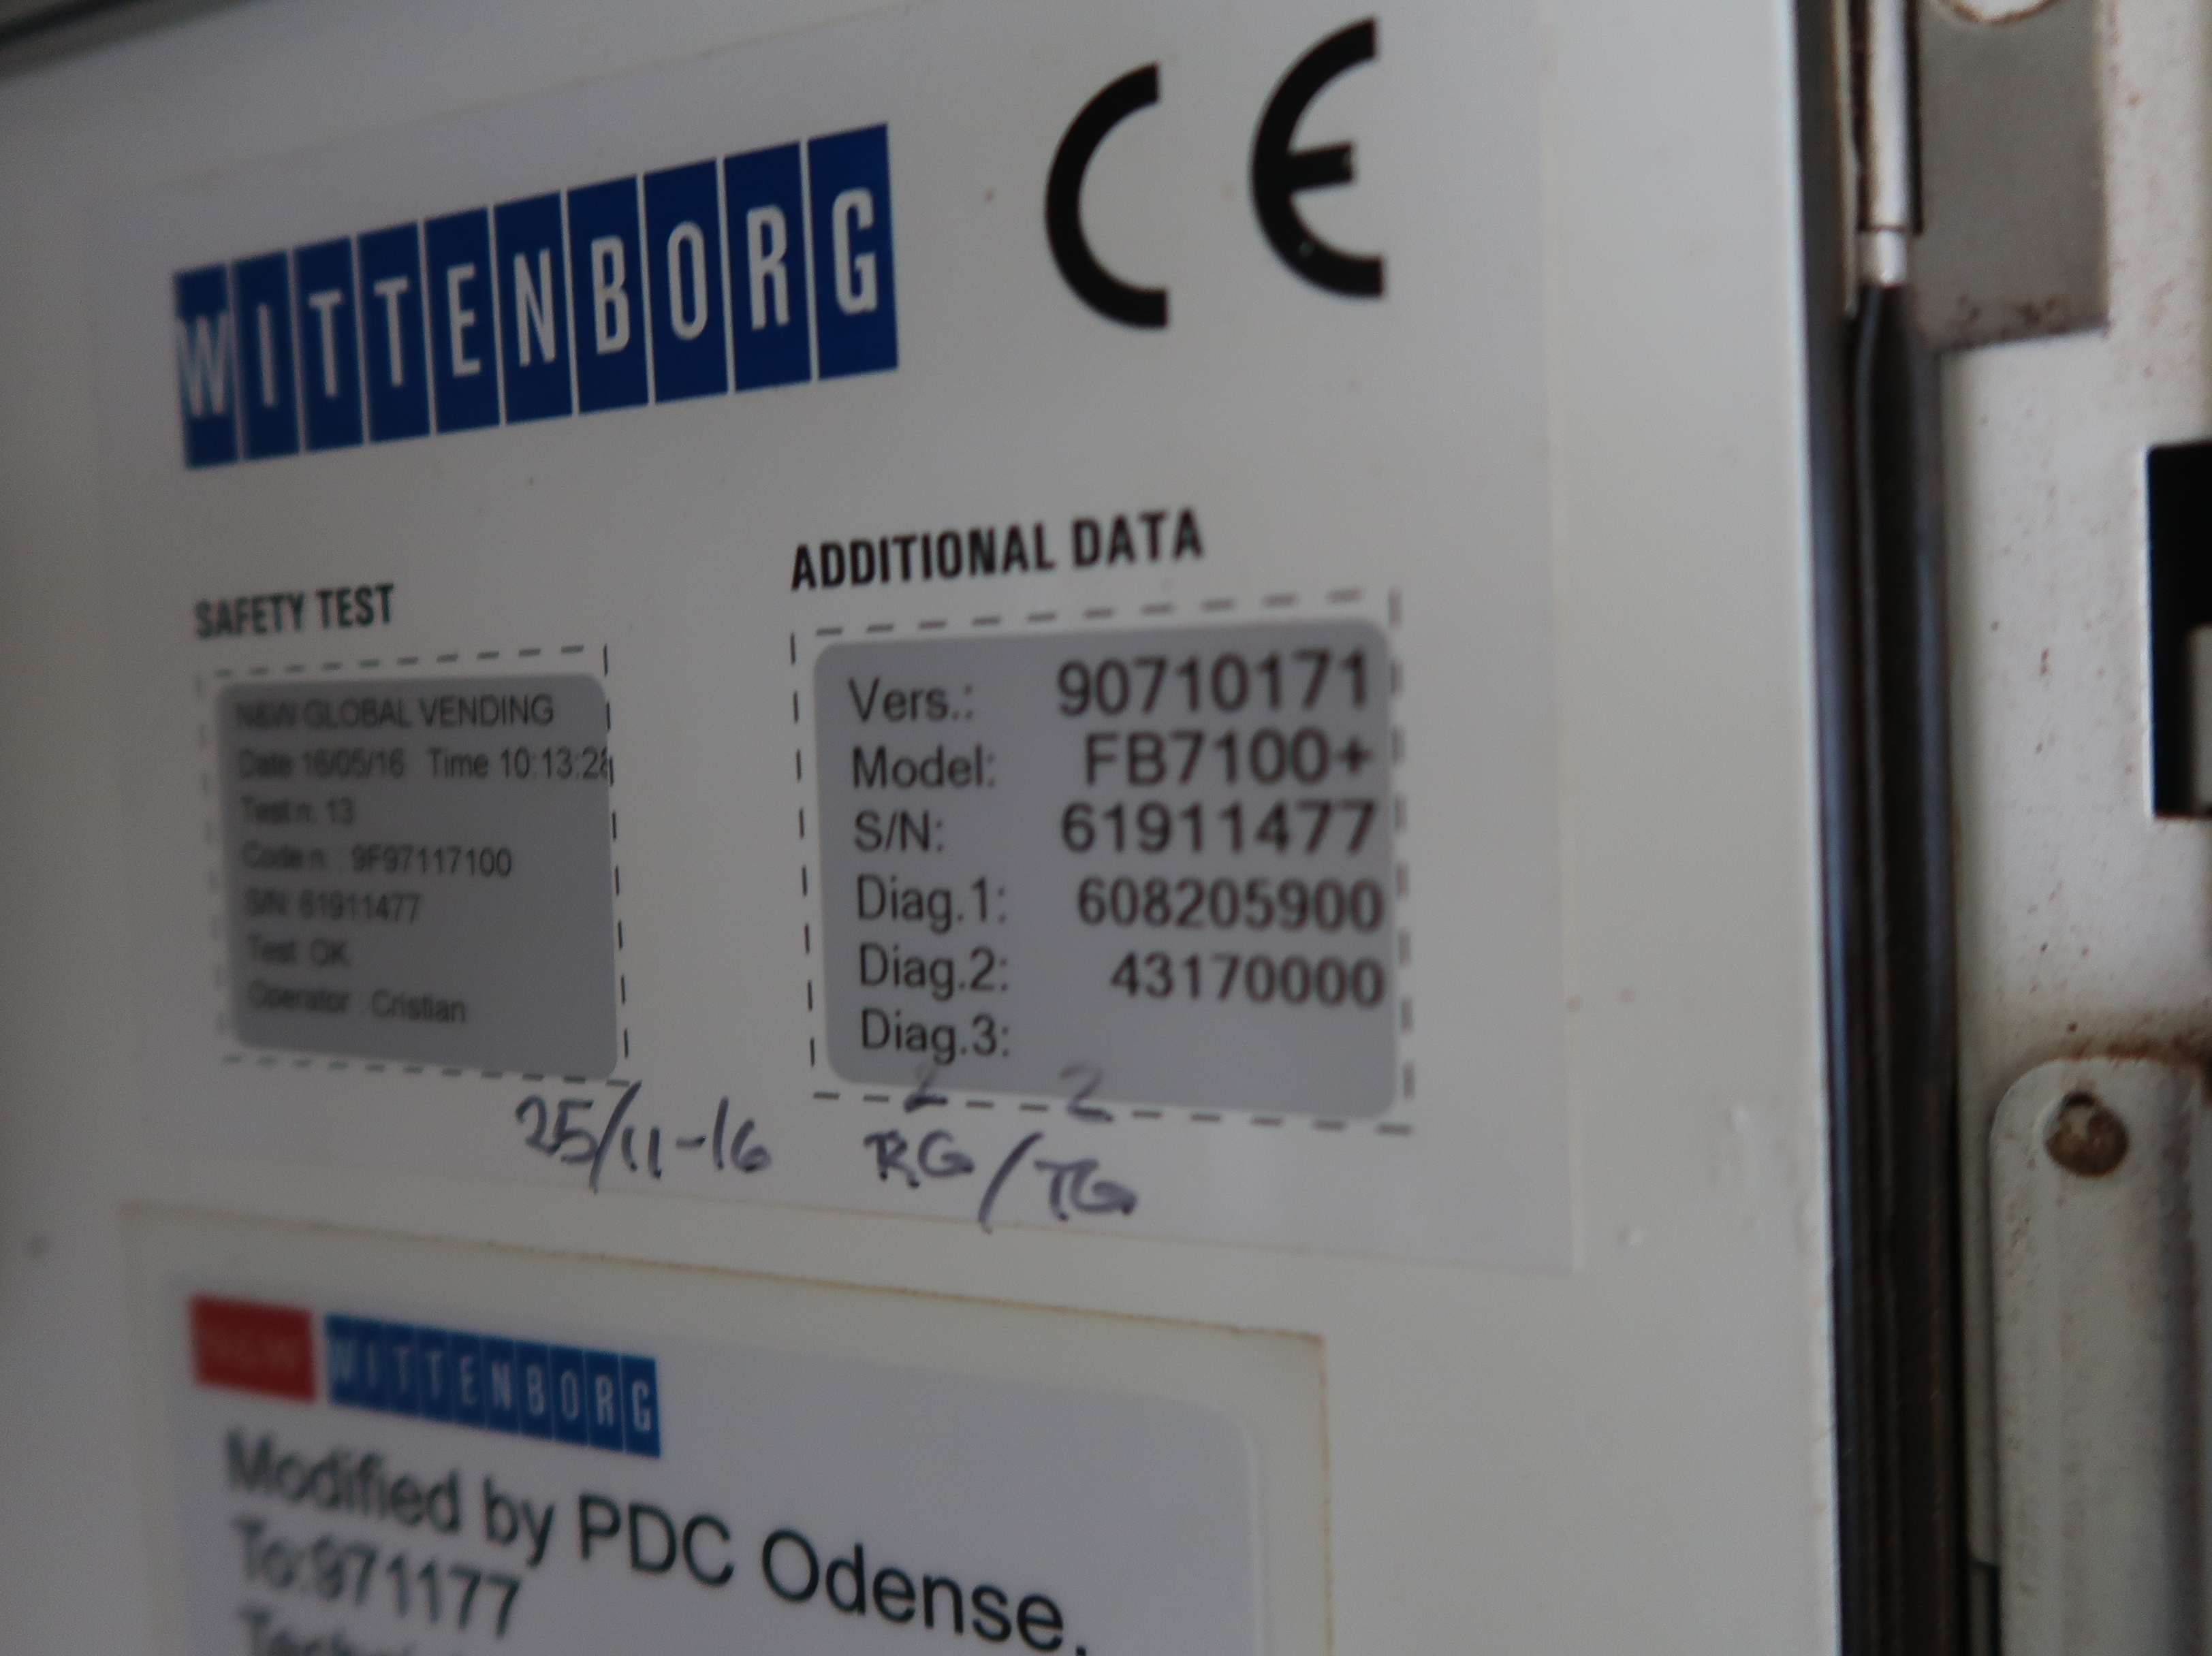 WITTENBORG
CE
SAFETY TEST
N&W GLOBAL VENDING
Date 16/05/16 Time 10:13:28
Test n. 13
Code n. 9F97117100
S/N: 61911477
Test: OK
Operator : Cristian
ADDITIONAL DATA
Vers.: 90710171
Model: FB7100+
S/N: 61911477
Diag.1: 608205900
Diag.2: 43170000
Diag.3:
2 2
25/11-16 RG/TG
N&W WITTENBORG
Modified by PDC Odense.
To:971177